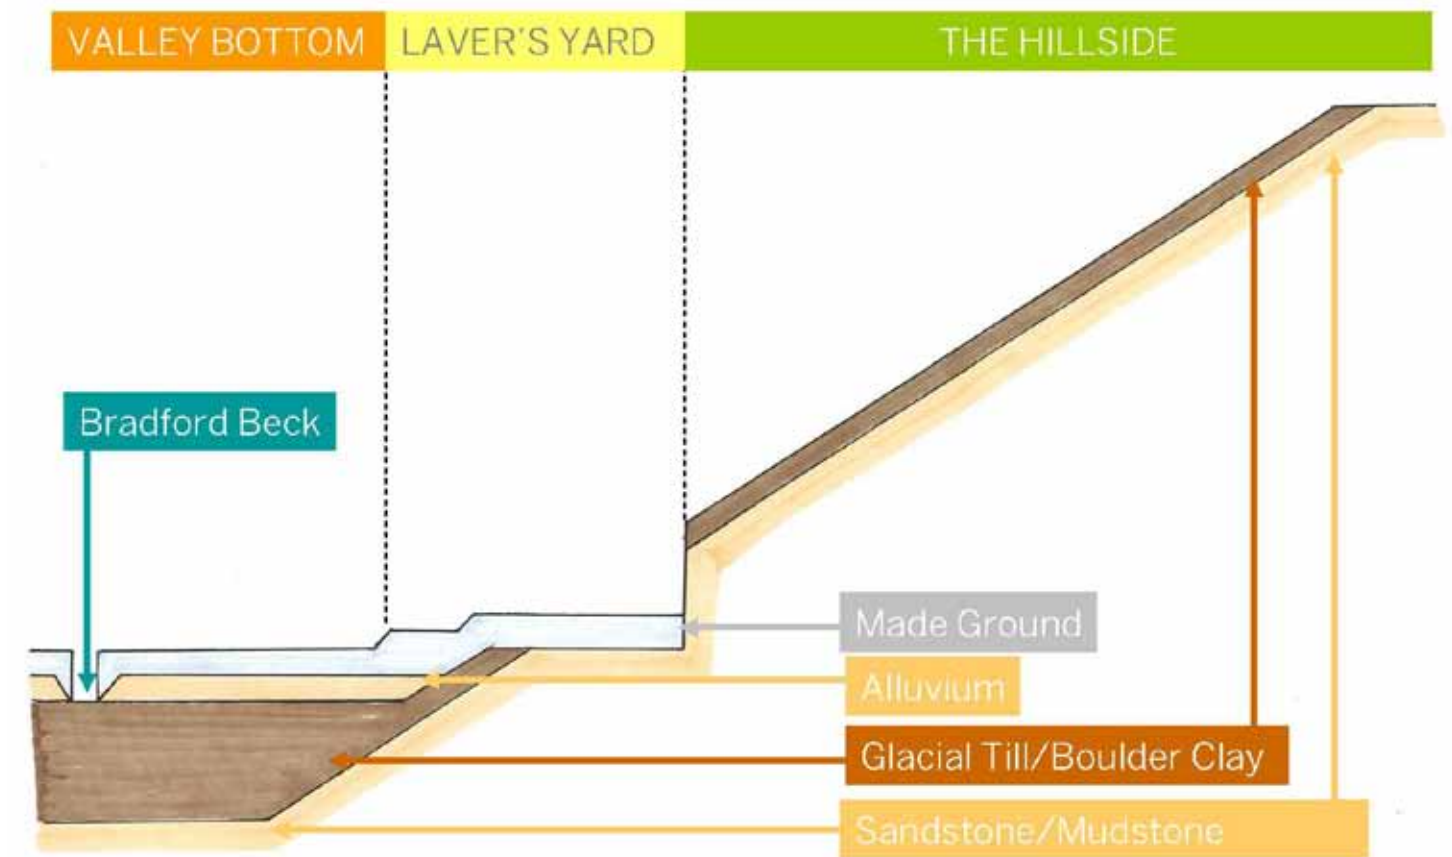 VALLEY BOTTOM
LAVER'S YARD
THE HILLSIDE
Bradford Beck
Made Ground
Alluvium
Glacial Till/Boulder Clay
Sandstone/Mudstone